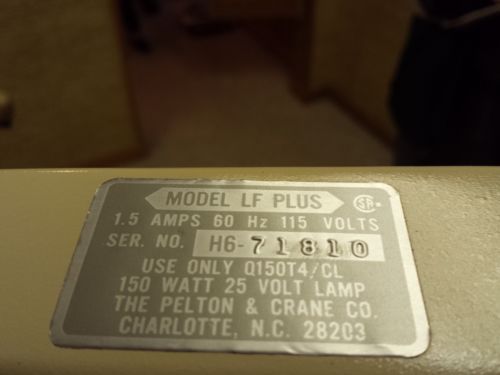 MODEL LF PLUS
1.5 AMPS 60 Hz 115 VOLTS
SER. NO. H6-71810
USE ONLY Q150T4/CL
150 WATT 25 VOLT LAMP
THE PELTON & CRANE CO.
CHARLOTTE, N.C. 28203